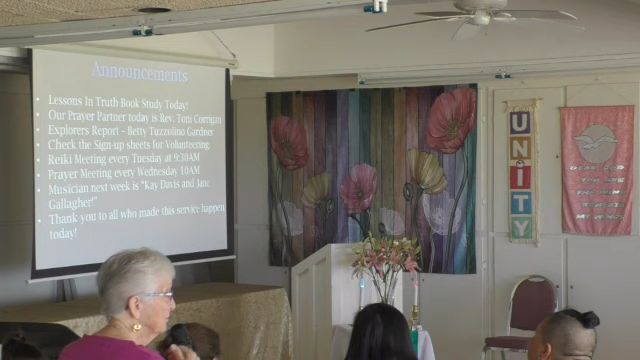 Announcements
• Lessons In Truth Book Study Today!
• Our Prayer Partner today is Rev. Tom Corrigan
• Explorers Report – Betty Tuzzolino Gardner
• Check the Sign-up sheets for Volunteering.
• Reiki Meeting every Tuesday at 9:30AM
• Prayer Meeting every Wednesday 10AM
• Musician next week is "Kay Davis and Jane
Gallagher!"
• Thank you to all who made this service happen
today!
UNITY